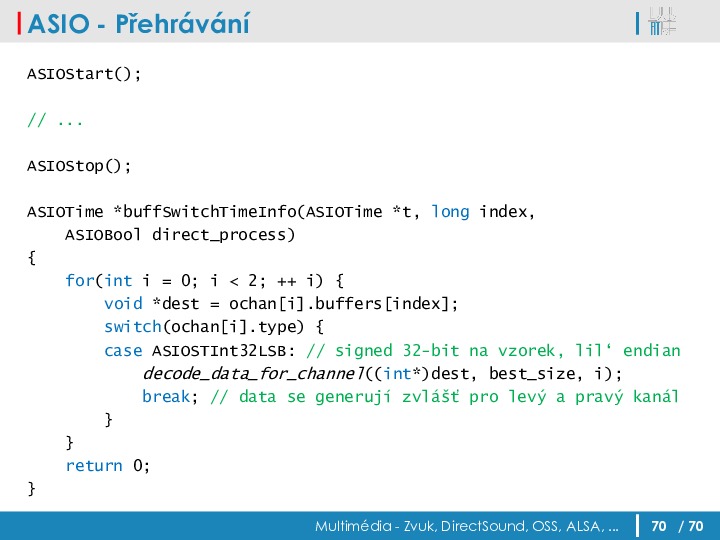 ASIO - Přehrávání
ASIOStart();
// ...
ASIOStop();
ASIOTime *buffSwitchTimeInfo(ASIOTime *t, long index,
    ASIOBool direct_process)
{
    for(int i = 0; i < 2; ++ i) {
        void *dest = ochan[i].buffers[index];
        switch(ochan[i].type) {
        case ASIOSTInt32LSB: // signed 32-bit na vzorek, lil‘ endian
            decode_data_for_channel((int*)dest, best_size, i);
            break; // data se generují zvlášť pro levý a pravý kanál
        }
    }
    return 0;
}
Multimédia - Zvuk, DirectSound, OSS, ALSA, ... 70 / 70